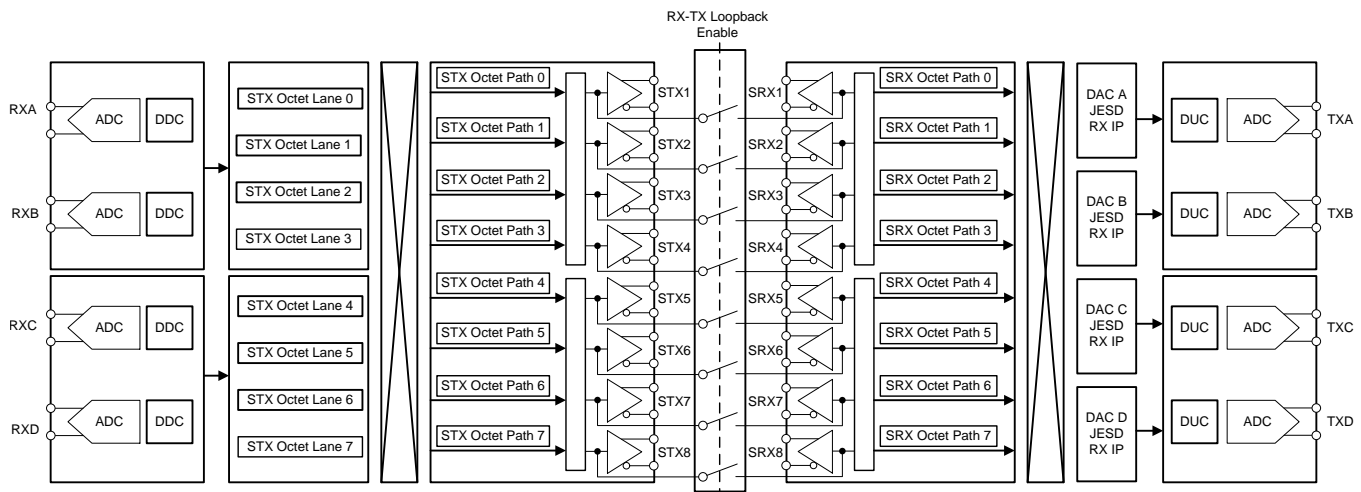 RX-TX Loopback
Enable
RXA
ADC
DDC
RXB
ADC
DDC
RXC
ADC
DDC
RXD
ADC
DDC
STX Octet Lane 0
STX Octet Lane 1
STX Octet Lane 2
STX Octet Lane 3
STX Octet Lane 4
STX Octet Lane 5
STX Octet Lane 6
STX Octet Lane 7
STX Octet Path 0
STX Octet Path 1
STX Octet Path 2
STX Octet Path 3
STX Octet Path 4
STX Octet Path 5
STX Octet Path 6
STX Octet Path 7
STX1
STX2
STX3
STX4
STX5
STX6
STX7
STX8
SRX1
SRX2
SRX3
SRX4
SRX5
SRX6
SRX7
SRX8
SRX Octet Path 0
SRX Octet Path 1
SRX Octet Path 2
SRX Octet Path 3
SRX Octet Path 4
SRX Octet Path 5
SRX Octet Path 6
SRX Octet Path 7
DAC A
JESD
RX IP
DAC B
JESD
RX IP
DAC C
JESD
RX IP
DAC D
JESD
RX IP
DUC
ADC
TXA
DUC
ADC
TXB
DUC
ADC
TXC
DUC
ADC
TXD